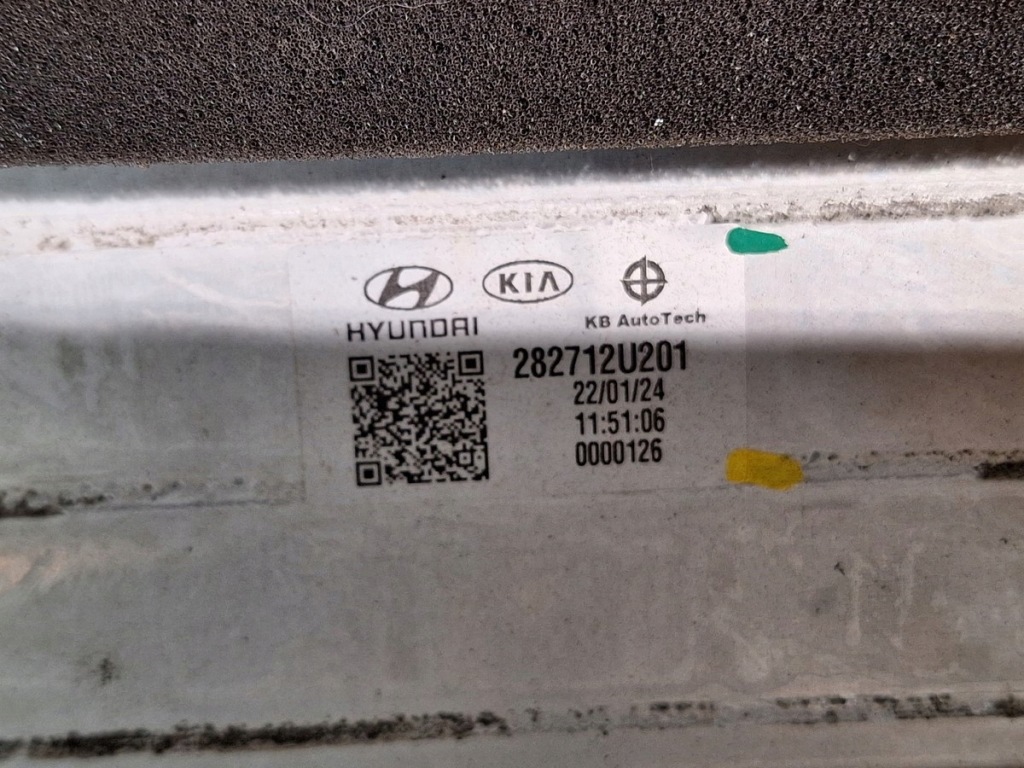 KIA
HYUNDAI
KB AutoTech
282712U201
22/01/24
11:51:06
0000126